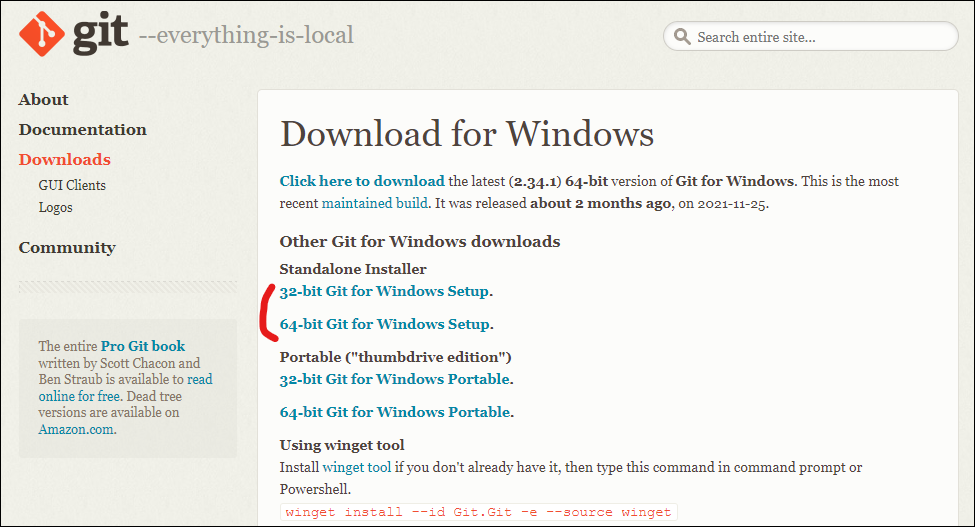 git --everything-is-local
Search entire site...
About
Documentation
Downloads
GUI Clients
Logos
Community
The entire Pro Git book
written by Scott Chacon and
Ben Straub is available to read
online for free. Dead tree
versions are available on
Amazon.com.
Download for Windows
Click here to download the latest (2.34.1) 64-bit version of Git for Windows. This is the most
recent maintained build. It was released about 2 months ago, on 2021-11-25.
Other Git for Windows downloads
Standalone Installer
32-bit Git for Windows Setup.
64-bit Git for Windows Setup.
Portable ("thumbdrive edition")
32-bit Git for Windows Portable.
64-bit Git for Windows Portable.
Using winget tool
Install winget tool if you don't already have it, then type this command in command prompt or
Powershell.
winget install --id Git.Git -e --source winget